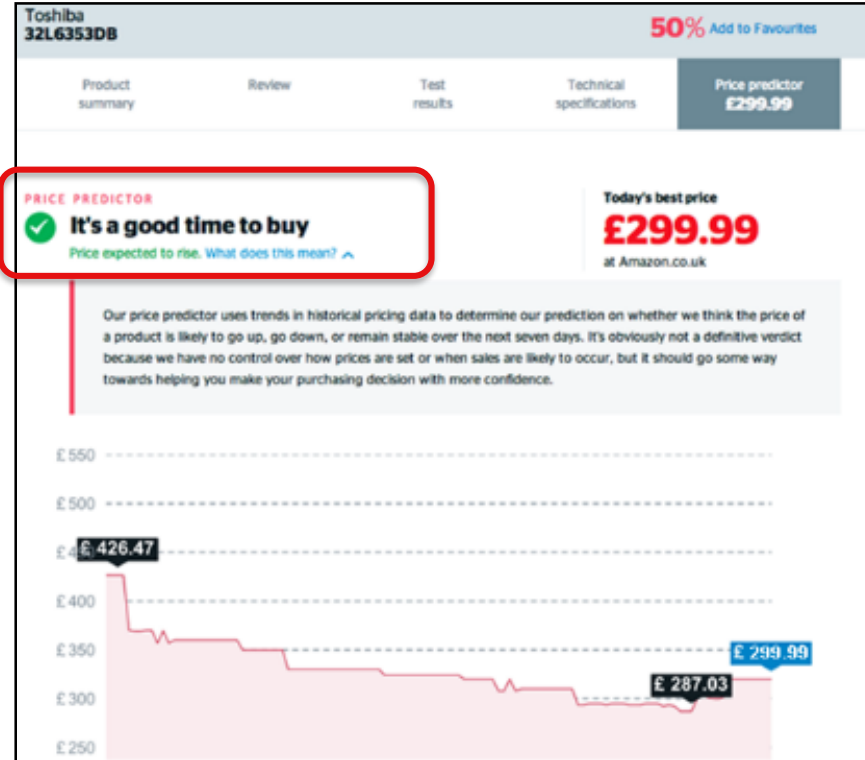 Toshiba
32L6353DB
50% Add to Favourites
Product
summary
Review
Test
results
Technical
specifications
Price predictor
£299.99
PRICE PREDICTOR
It's a good time to buy
Price expected to rise. What does this mean?
Today's best price
£299.99
at Amazon.co.uk
Our price predictor uses trends in historical pricing data to determine our prediction on whether we think the price of
a product is likely to go up, go down, or remain stable over the next seven days. It's obviously not a definitive verdict
because we have no control over how prices are set or when sales are likely to occur, but it should go some way
towards helping you make your purchasing decision with more confidence.
£ 550
£ 500
£ 4
£ 426.47
£ 400
£ 350
£ 299.99
£ 287.03
£ 300
£ 250